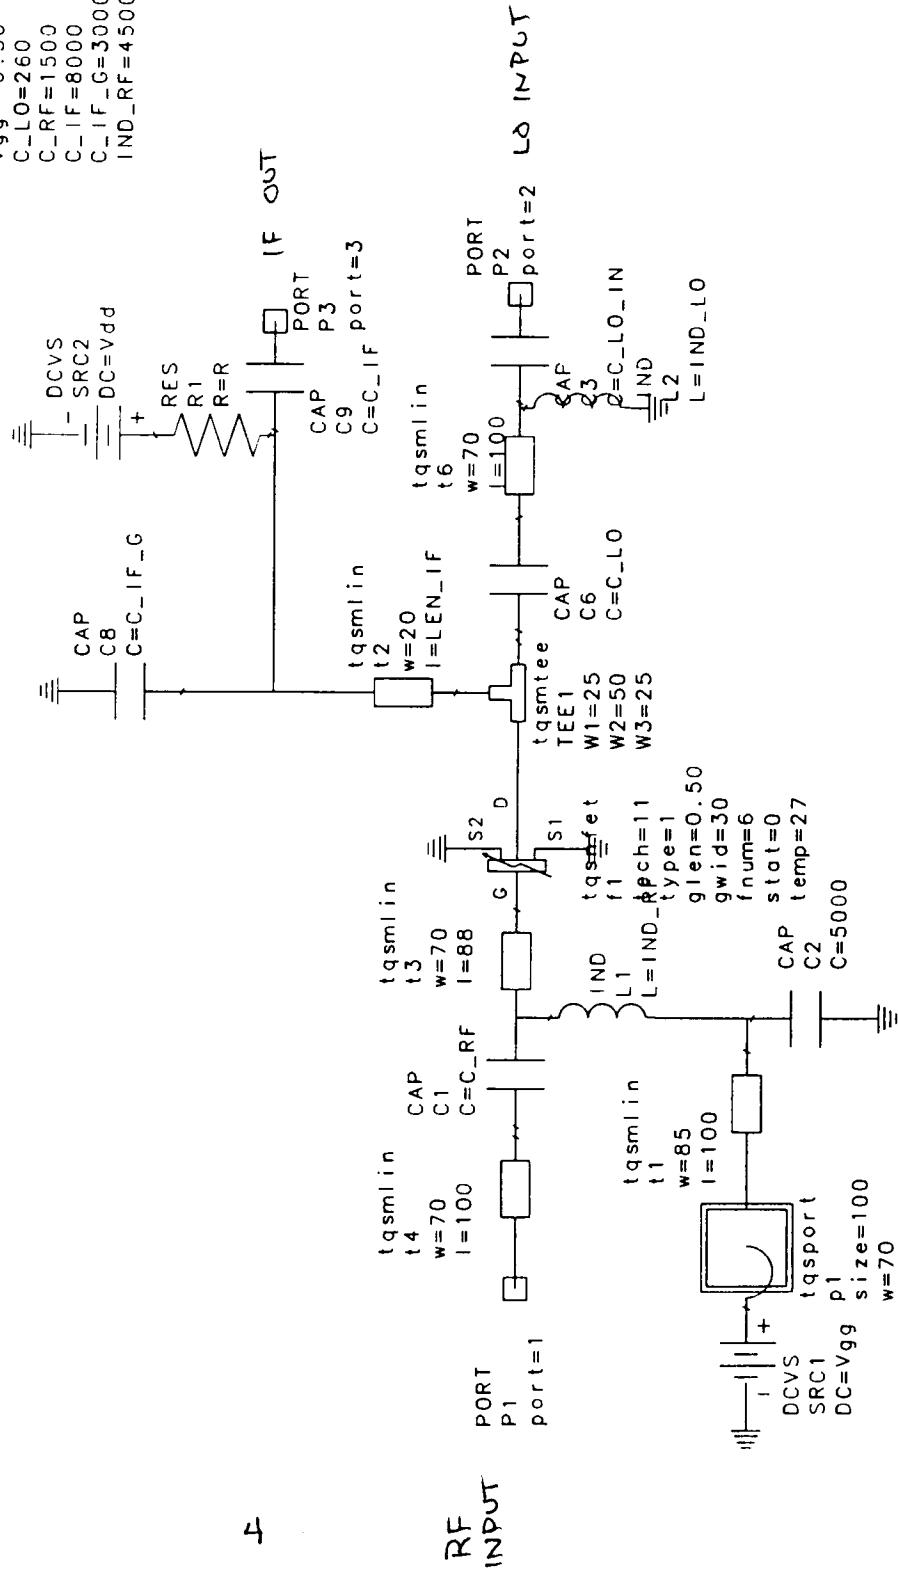 C_LO=260
C_RF=1500
C_IF=8000
C_IF_G=3000
IND_RF=4500
DCVS
SRC2
DC=Vdd
-
+
RES
R1
R=R
IF OUT
PORT
P3
port=3
CAP
C9
C=C_IF
CAP
C8
C=C_IF_G
4
tqsmlin
t2
w=20
l=LEN_IF
tqsmlin
t6
w=70
l=100
PORT
P2
port=2
LO INPUT
CAP
C6
C=C_LO
CAP
C3
C=C_LO_IN
IND
L2
L=IND_LO
tqsmtee
TEE1
W1=25
W2=50
W3=25
S2
D
G
S1
tqsmlin
t3
w=70
l=88
tqsmlin
t4
w=70
l=100
CAP
C1
C=C_RF
RF
INPUT
PORT
P1
port=1
IND
L1
L=IND_RF
f1
tech=11
type=1
glen=0.50
gwid=30
fnum=6
stat=0
temp=27
tqsmlin
t1
w=85
l=100
CAP
C2
C=5000
-
+
DCVS
SRC1
DC=Vgg
tqsport
p1
size=100
w=70